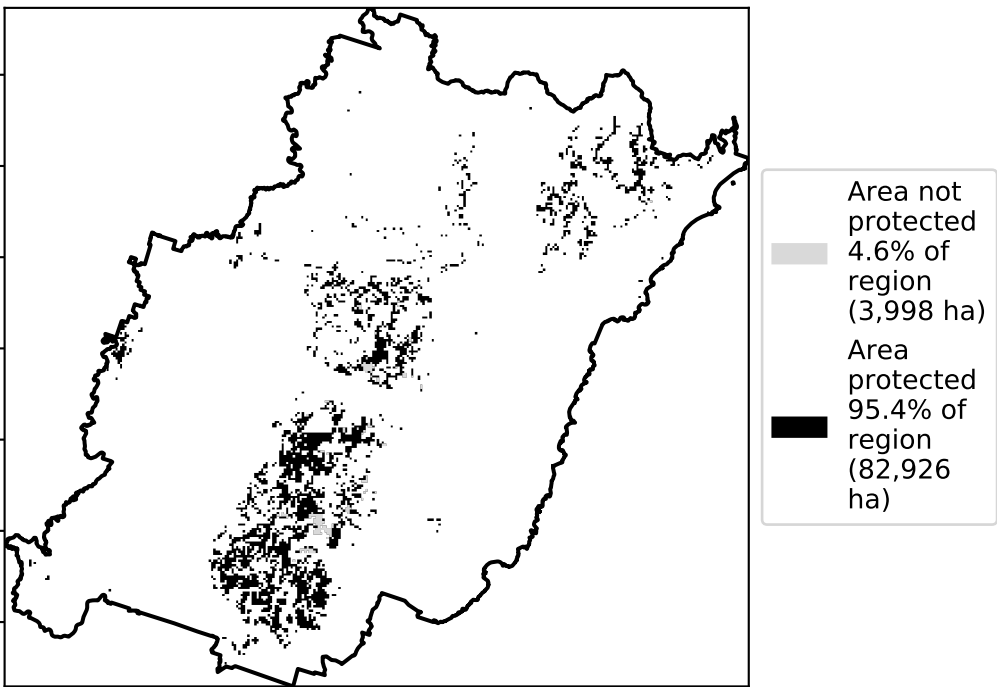 Area not
protected
4.6% of
region
(3,998 ha)
Area
protected
95.4% of
region
(82,926
ha)